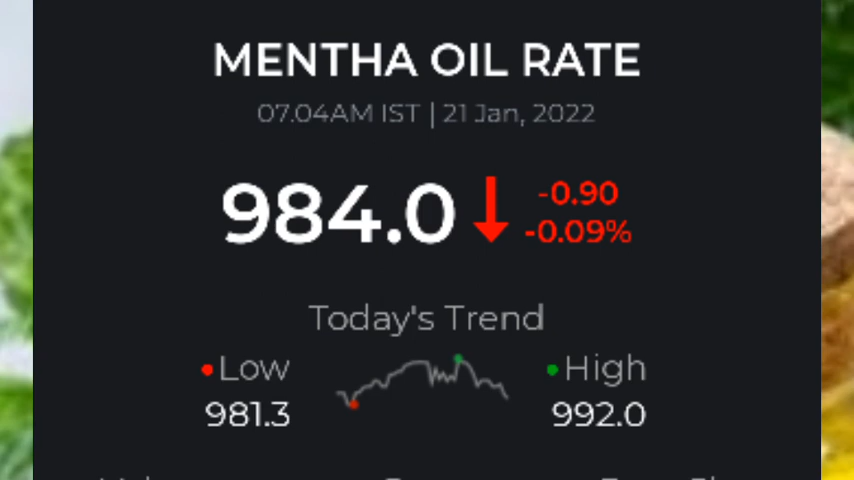 MENTHA OIL RATE
07.04AM IST | 21 Jan, 2022
984.0
-0.90
-0.09%
Today's Trend
Low
High
981.3
992.0